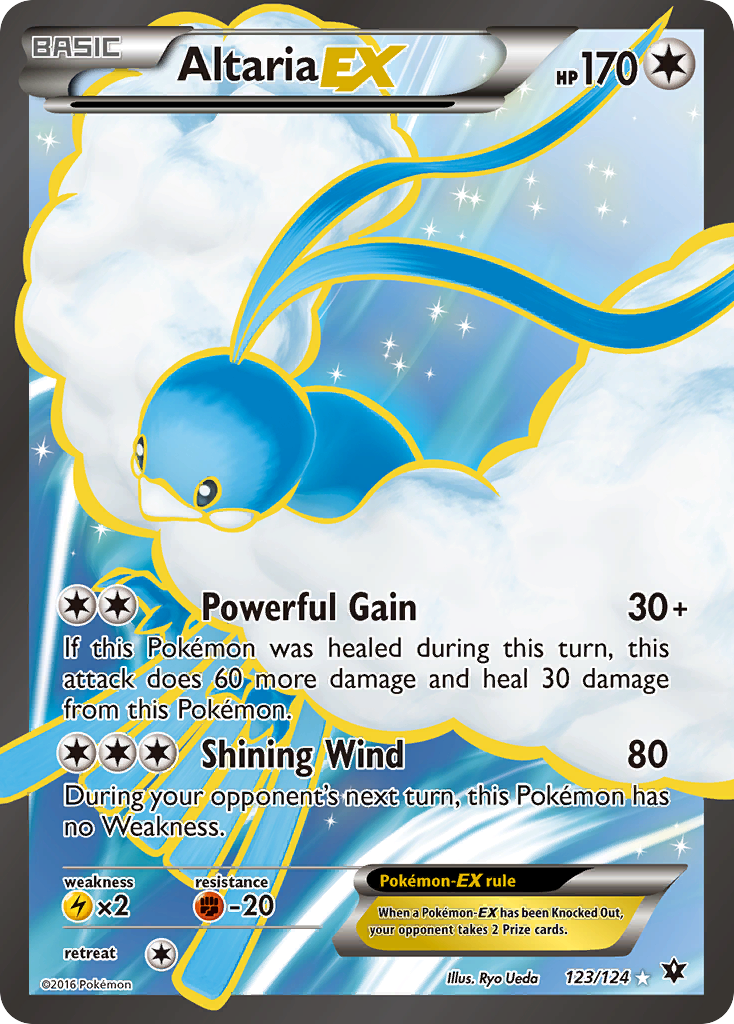 BASIC
Altaria EX
HP170
Powerful Gain 30+
If this Pokémon was healed during this turn, this
attack does 60 more damage and heal 30 damage
from this Pokémon.
Shining Wind 80
During your opponent's next turn, this Pokémon has
no Weakness.
weakness resistance
×2 -20
retreat
Pokémon-EX rule
When a Pokémon-EX has been Knocked Out,
your opponent takes 2 Prize cards.
©2016 Pokémon
Illus. Ryo Ueda 123/124